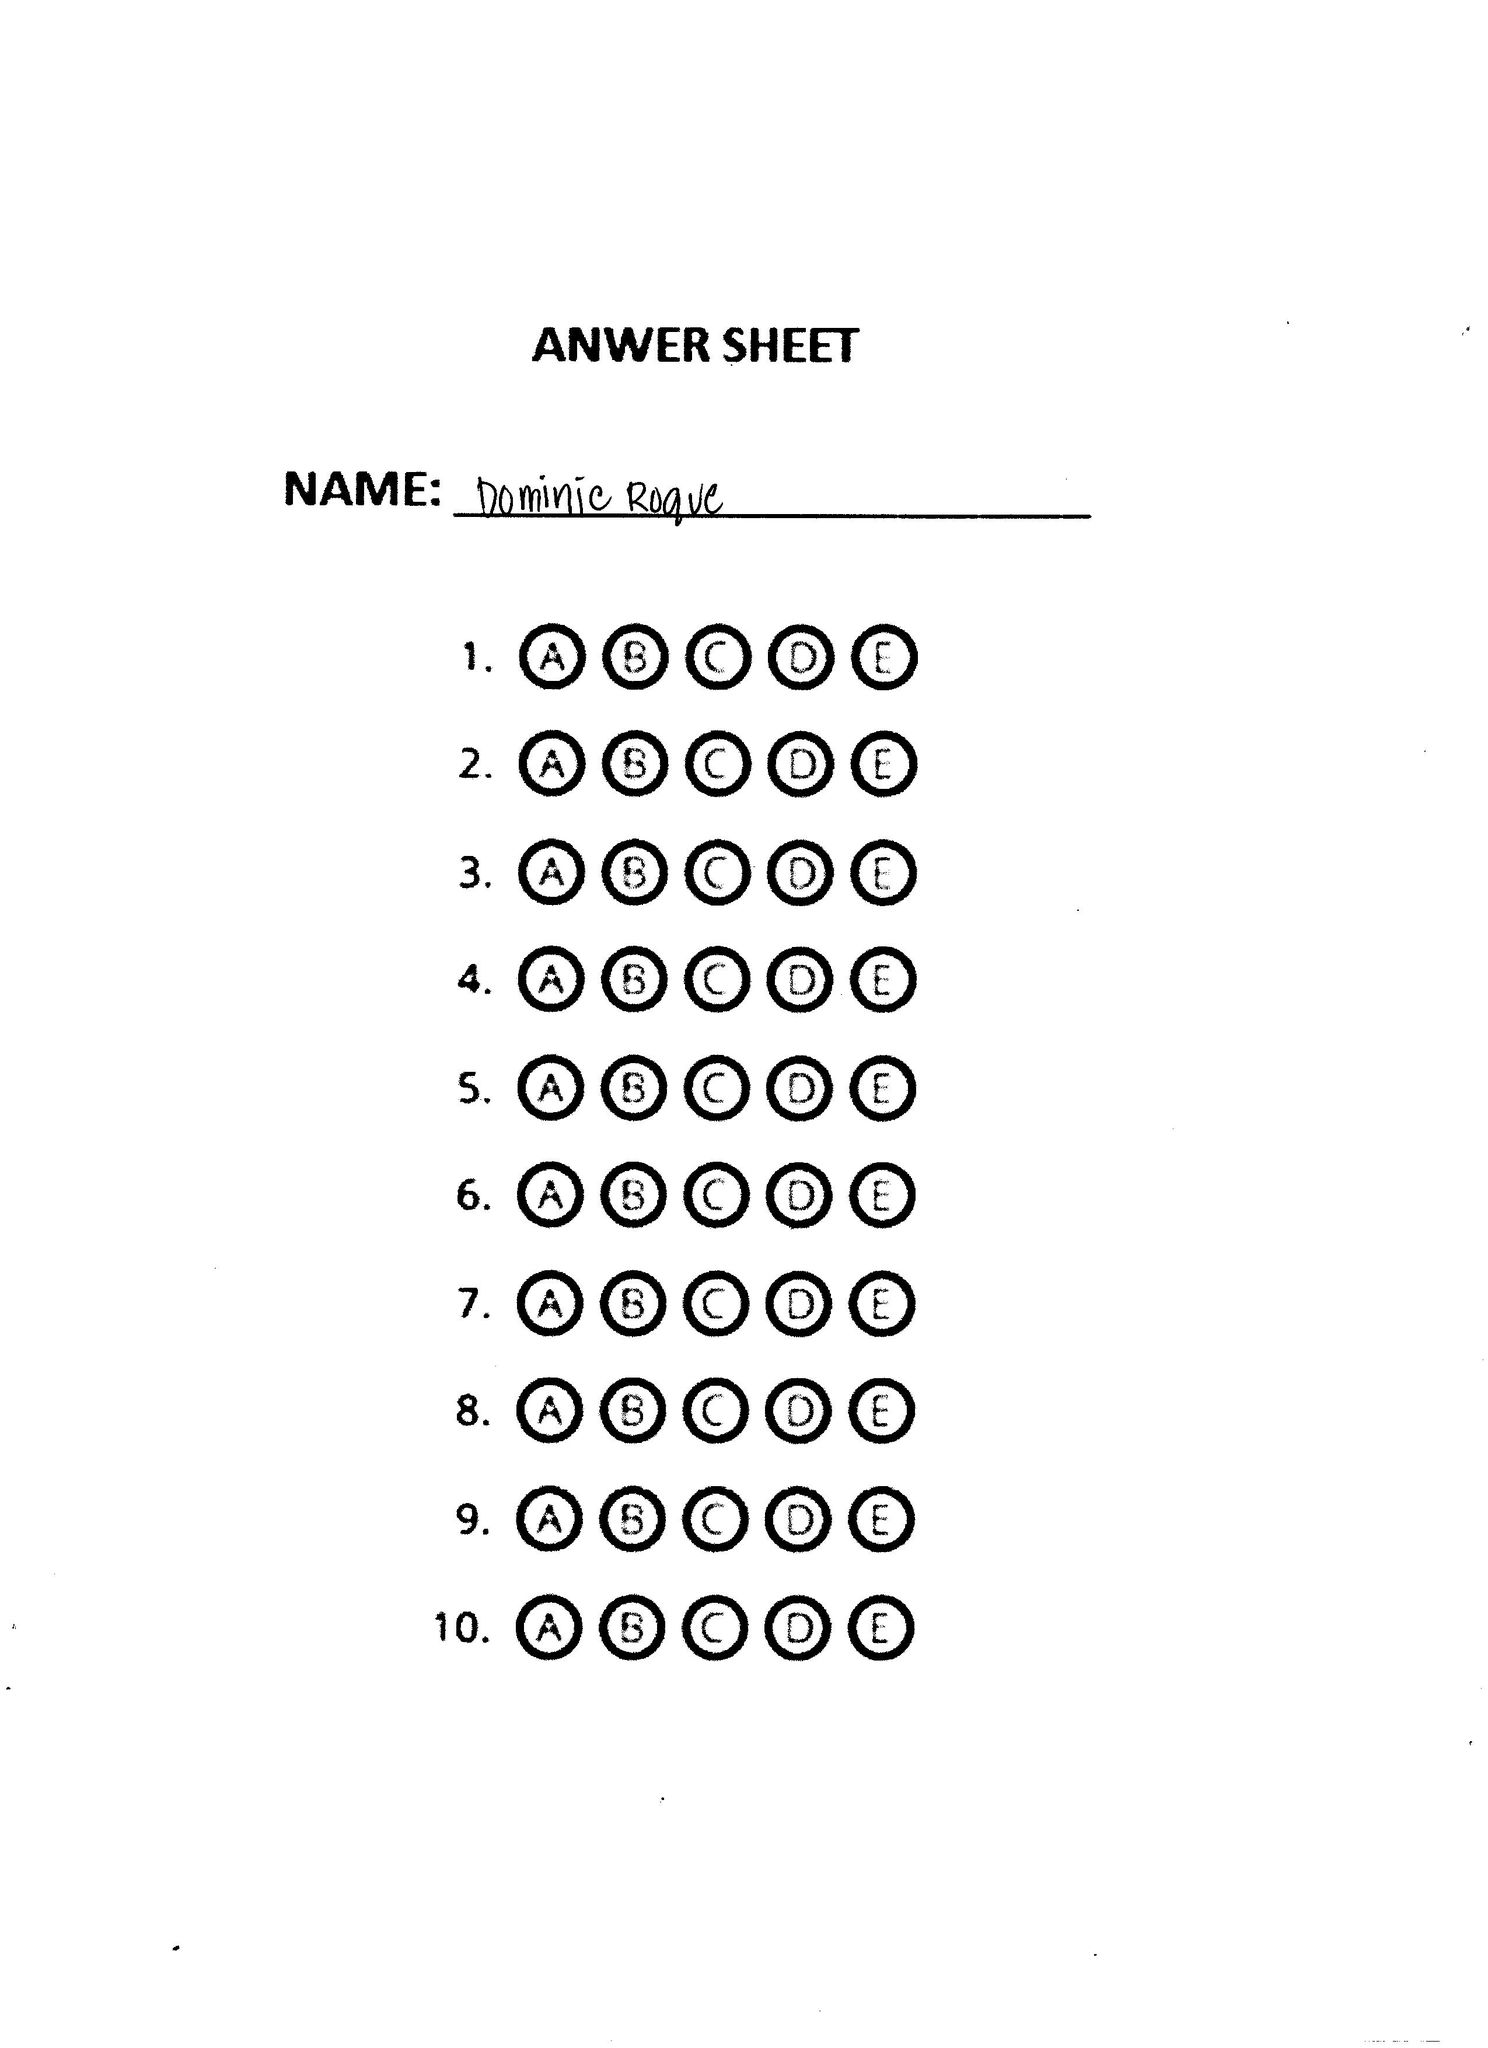 ANWER SHEET
NAME: Dominic Roque
1. A B C D E
2. A B C D E
3. A B C D E
4. A B C D E
5. A B C D E
6. A B C D E
7. A B C D E
8. A B C D E
9. A B C D E
10. A B C D E